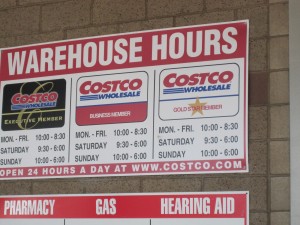 WAREHOUSE HOURS
COSTCO WHOLESALE EXECUTIVE MEMBER
MON. - FRI. 10:00 - 8:30
SATURDAY 9:30 - 6:00
SUNDAY 10:00 - 6:00
COSTCO WHOLESALE BUSINESS MEMBER
MON. - FRI. 10:00 - 8:30
SATURDAY 9:30 - 6:00
SUNDAY 10:00 - 6:00
COSTCO WHOLESALE GOLD STAR MEMBER
MON. - FRI. 10:00 - 8:30
SATURDAY 9:30 - 6:00
SUNDAY 10:00 - 6:00
OPEN 24 HOURS A DAY AT WWW.COSTCO.COM
PHARMACY GAS HEARING AID